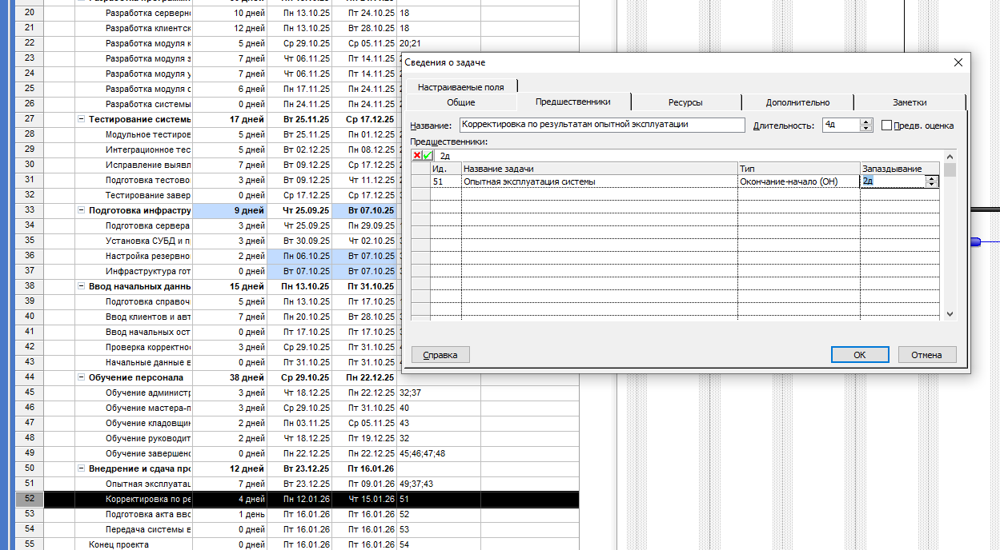 20 Разработка серверн 10 дней Пн 13.10.25 Пт 24.10.25 18
21 Разработка клиентск 12 дней Пн 13.10.25 Вт 28.10.25 18
22 Разработка модуля к 5 дней Ср 29.10.25 Ср 05.11.25 20;21
23 Разработка модуля з 7 дней Чт 06.11.25 Пт 14.11.25
24 Разработка модуля у 7 дней Чт 06.11.25 Пт 14.11.25
25 Разработка модуля с 6 дней Пн 17.11.25 Пн 24.11.25
26 Разработка системы 0 дней Пн 24.11.25 Пн 24.11.25
27 Тестирование системь 17 дней Вт 25.11.25 Ср 17.12.25
28 Модульное тестиров 5 дней Вт 25.11.25 Пн 01.12.25
29 Интеграционное тес 5 дней Вт 02.12.25 Пн 08.12.25
30 Исправление выявл 7 дней Вт 09.12.25 Ср 17.12.25
31 Подготовка тестово 3 дней Вт 09.12.25 Чт 11.12.25
32 Тестирование завер 0 дней Ср 17.12.25 Ср 17.12.25
33 Подготовка инфрастру 9 дней Чт 25.09.25 Вт 07.10.25
34 Подготовка сервера 3 дней Чт 25.09.25 Пн 29.09.25
35 Установка СУБД и п 3 дней Вт 30.09.25 Чт 02.10.25
36 Настройка резервно 2 дней Пн 06.10.25 Вт 07.10.25
37 Инфраструктура гот 0 дней Вт 07.10.25 Вт 07.10.25
38 Ввод начальных даннь 15 дней Пн 13.10.25 Пт 31.10.25
39 Подготовка справоч 5 дней Пн 13.10.25 Пт 17.10.25
40 Ввод клиентов и авт 7 дней Пн 20.10.25 Вт 28.10.25
41 Ввод начальных ост 0 дней Пт 17.10.25 Пт 17.10.25
42 Проверка корректнос 3 дней Ср 29.10.25 Пт 31.10.25
43 Начальные данные в 0 дней Пт 31.10.25 Пт 31.10.25
44 Обучение персонала 38 дней Ср 29.10.25 Пн 22.12.25
45 Обучение администр 3 дней Чт 18.12.25 Пн 22.12.25 32;37
46 Обучение мастера-п 3 дней Ср 29.10.25 Пт 31.10.25 40
47 Обучение кладовщик 2 дней Пн 03.11.25 Ср 05.11.25 43
48 Обучение руководит 2 дней Чт 18.12.25 Пт 19.12.25 32
49 Обучение завершенс 0 дней Пн 22.12.25 Пн 22.12.25 45;46;47;48
50 Внедрение и сдача прс 12 дней Вт 23.12.25 Пт 16.01.26
51 Опытная эксплуатац 7 дней Вт 23.12.25 Пт 09.01.26 49;37;43
52 Корректировка по ре 4 дней Пн 12.01.26 Чт 15.01.26 51
53 Подготовка акта ввс 1 день Пт 16.01.26 Пт 16.01.26 52
54 Передача системы в 0 дней Пт 16.01.26 Пт 16.01.26 53
55 Конец проекта 0 дней Пт 16.01.26 Пт 16.01.26 54
Сведения о задаче
Настраиваемые поля
Общие Предшественники Ресурсы Дополнительно Заметки
Название: Корректировка по результатам опытной эксплуатации Длительность: 4д Предв. оценка
Предшественники:
2д
Ид. Название задачи Тип Запаздывание
51 Опытная эксплуатация системы Окончание-начало (ОН) 2д
Справка ОК Отмена